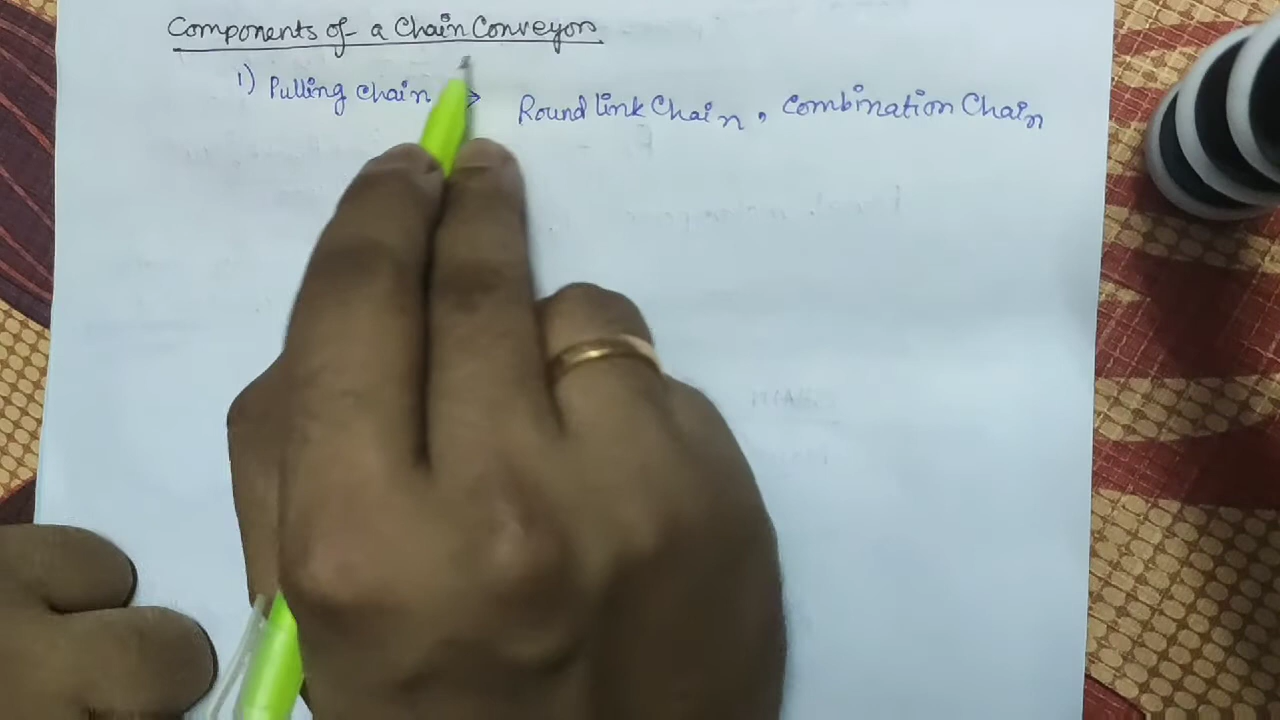 Components of a Chain Conveyor
1) Pulling chain → Round link Chain, Combination Chain